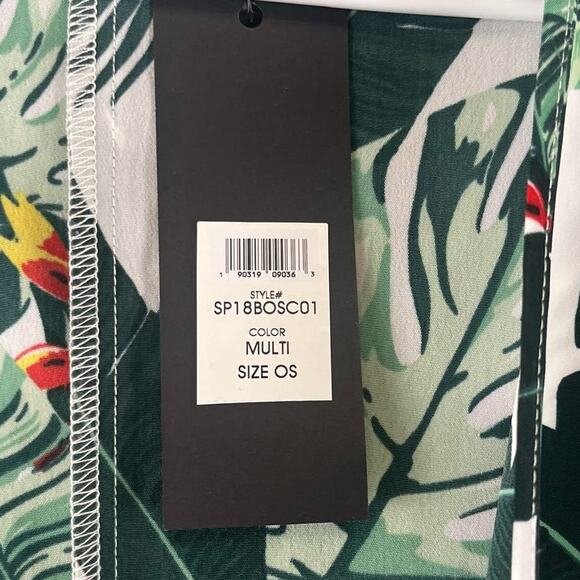 1 90319 09036 3
STYLE#
SP18BOSC01
COLOR
MULTI
SIZE OS